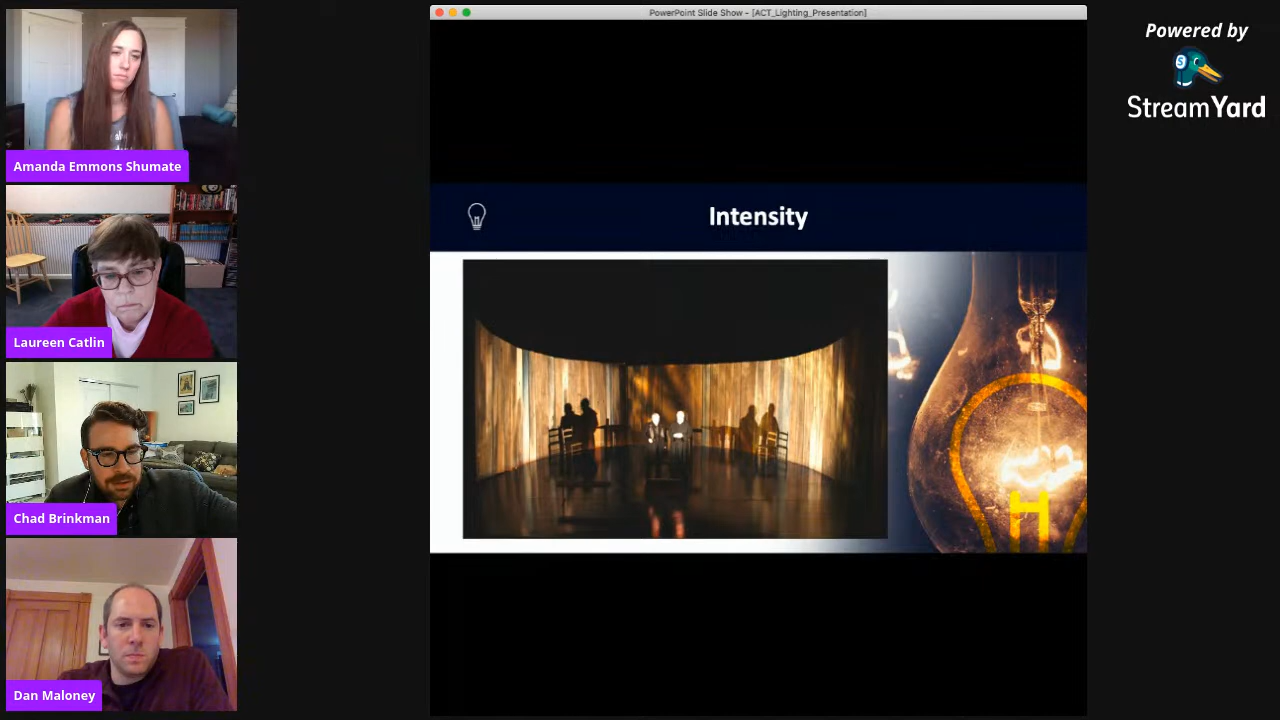 PowerPoint Slide Show - [ACT_Lighting_Presentation]
Powered by
S
StreamYard
Amanda Emmons Shumate
Intensity
Laureen Catlin
Chad Brinkman
Dan Maloney